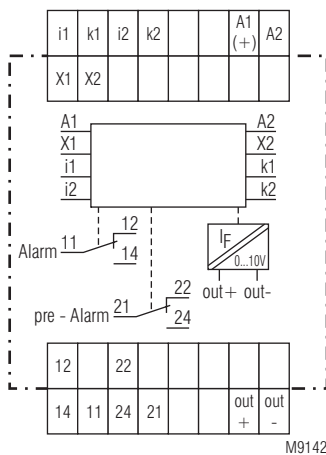 i1 k1 i2 k2 A1 (+) A2
X1 X2
A1 A2
X1 X2
i1 k1
i2 k2
12
Alarm 11
14
IF
0...10V
22
out+ out-
pre - Alarm 21
24
12 22
14 11 24 21 out + out -
M9142